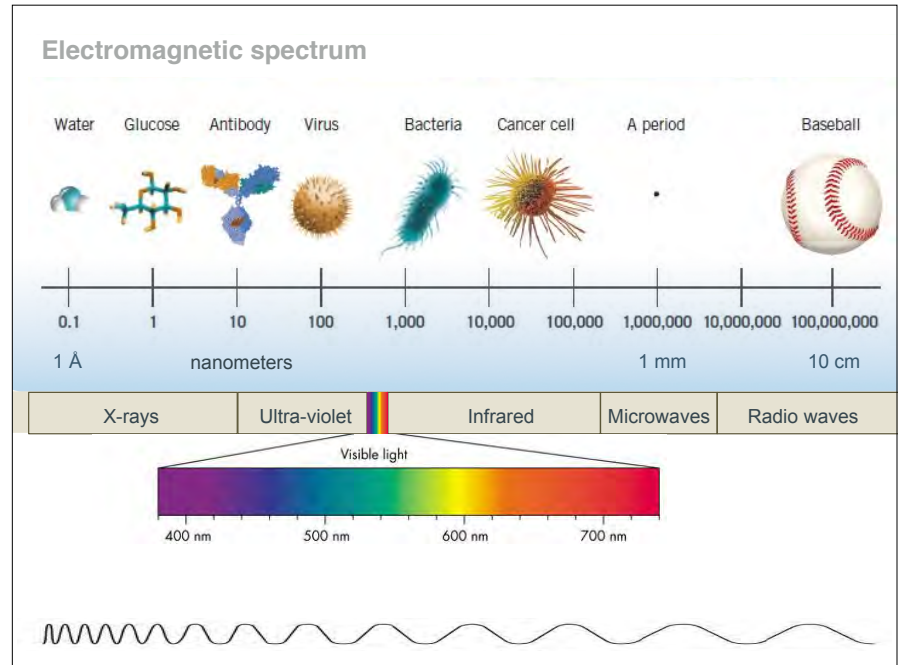 Electromagnetic spectrum
Water Glucose Antibody Virus Bacteria Cancer cell A period Baseball
0.1 1 10 100 1,000 10,000 100,000 1,000,000 10,000,000 100,000,000
1 Å nanometers 1 mm 10 cm
X-rays Ultra-violet Infrared Microwaves Radio waves
Visible light
400 nm 500 nm 600 nm 700 nm